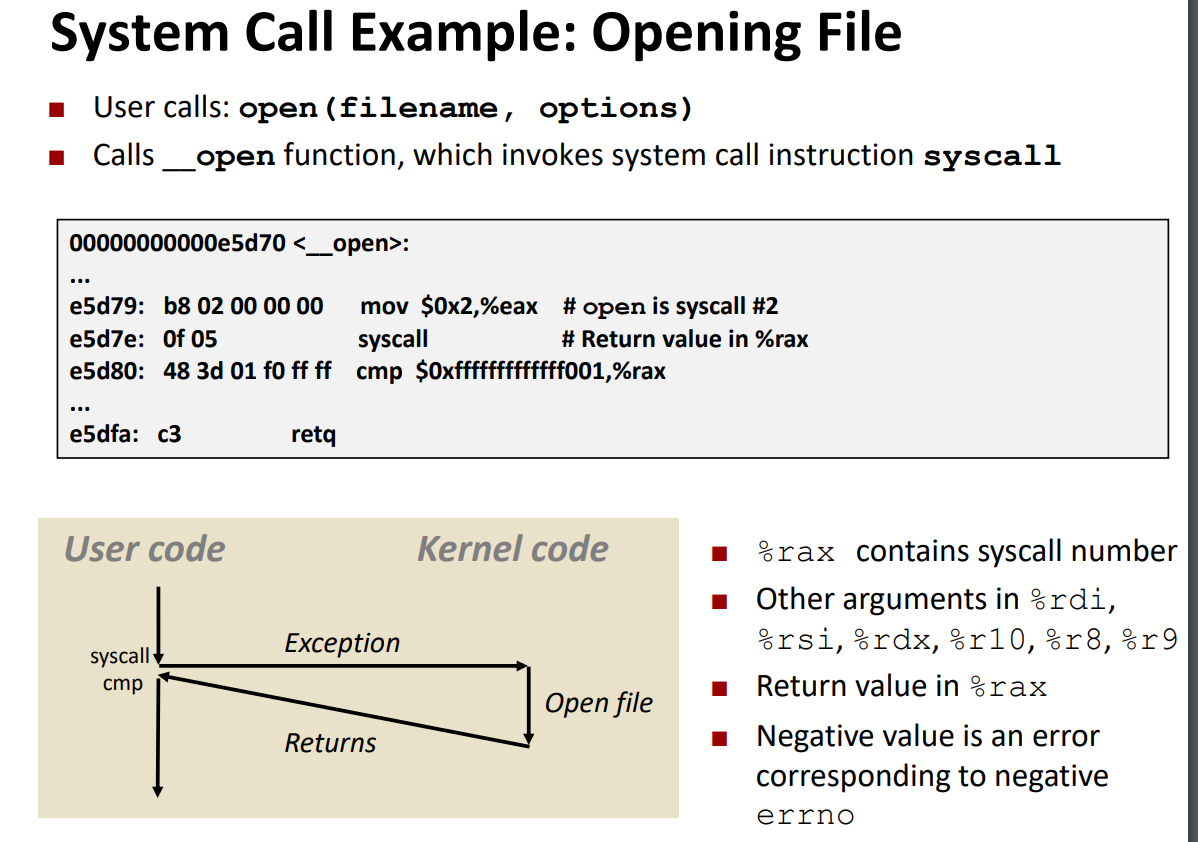 System Call Example: Opening File
User calls: open(filename, options)
Calls __open function, which invokes system call instruction syscall
00000000000e5d70 <__open>:
...
e5d79: b8 02 00 00 00 mov $0x2,%eax # open is syscall #2
e5d7e: 0f 05 syscall # Return value in %rax
e5d80: 48 3d 01 f0 ff ff cmp $0xfffffffffffff001,%rax
...
e5dfa: c3 retq
User code
Kernel code
syscall
cmp
Exception
Open file
Returns
%rax contains syscall number
Other arguments in %rdi,
%rsi, %rdx, %r10, %r8, %r9
Return value in %rax
Negative value is an error
corresponding to negative
errno